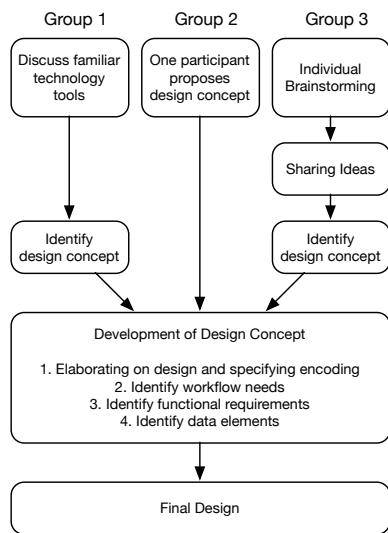 Group 1
Group 2
Group 3
Discuss familiar
technology
tools
One participant
proposes
design concept
Individual
Brainstorming
Sharing Ideas
Identify
design concept
Identify
design concept
Development of Design Concept
1. Elaborating on design and specifying encoding
2. Identify workflow needs
3. Identify functional requirements
4. Identify data elements
Final Design